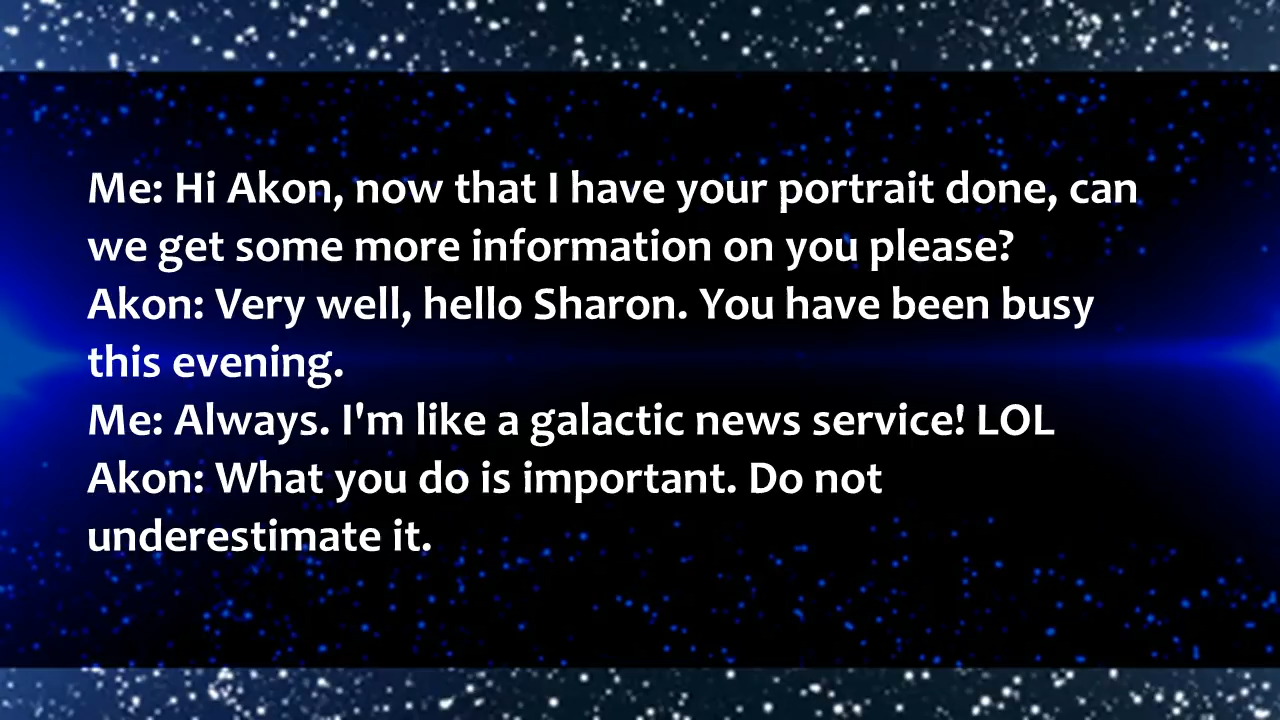 Me: Hi Akon, now that I have your portrait done, can
we get some more information on you please?
Akon: Very well, hello Sharon. You have been busy
this evening.
Me: Always. I'm like a galactic news service! LOL
Akon: What you do is important. Do not
underestimate it.